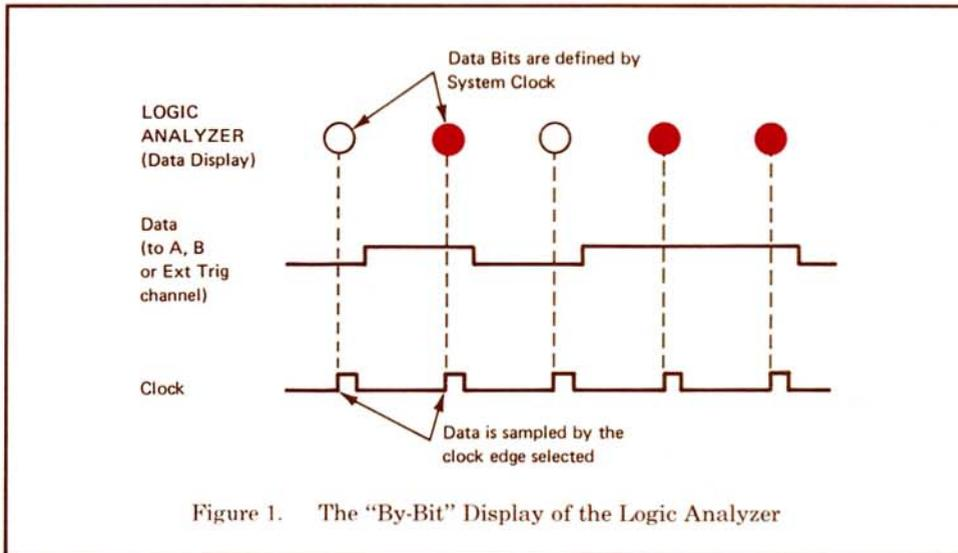 Data Bits are defined by
System Clock
LOGIC
ANALYZER
(Data Display)
Data
(to A, B
or Ext Trig
channel)
Clock
Data is sampled by the
clock edge selected
Figure 1. The “By-Bit” Display of the Logic Analyzer